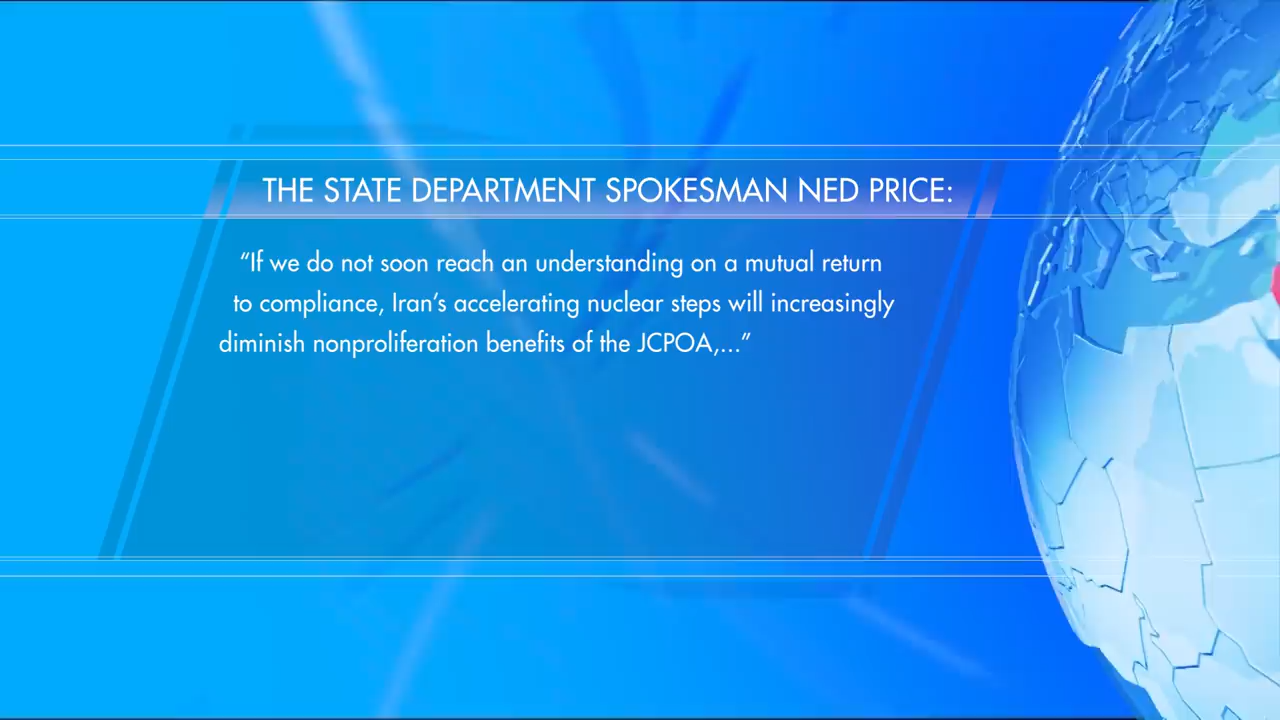 THE STATE DEPARTMENT SPOKESMAN NED PRICE:
“If we do not soon reach an understanding on a mutual return
to compliance, Iran’s accelerating nuclear steps will increasingly
diminish nonproliferation benefits of the JCPOA,...”